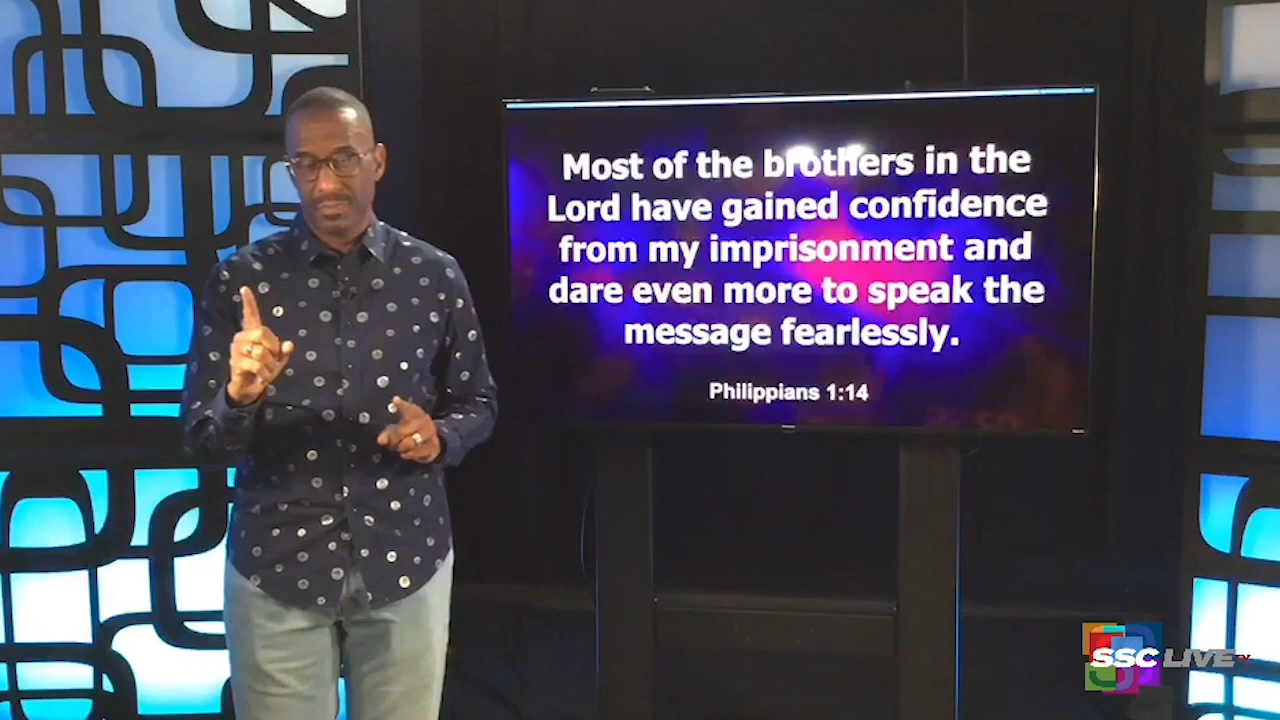 Most of the brothers in the
Lord have gained confidence
from my imprisonment and
dare even more to speak the
message fearlessly.
Philippians 1:14
SSC LIVE TV